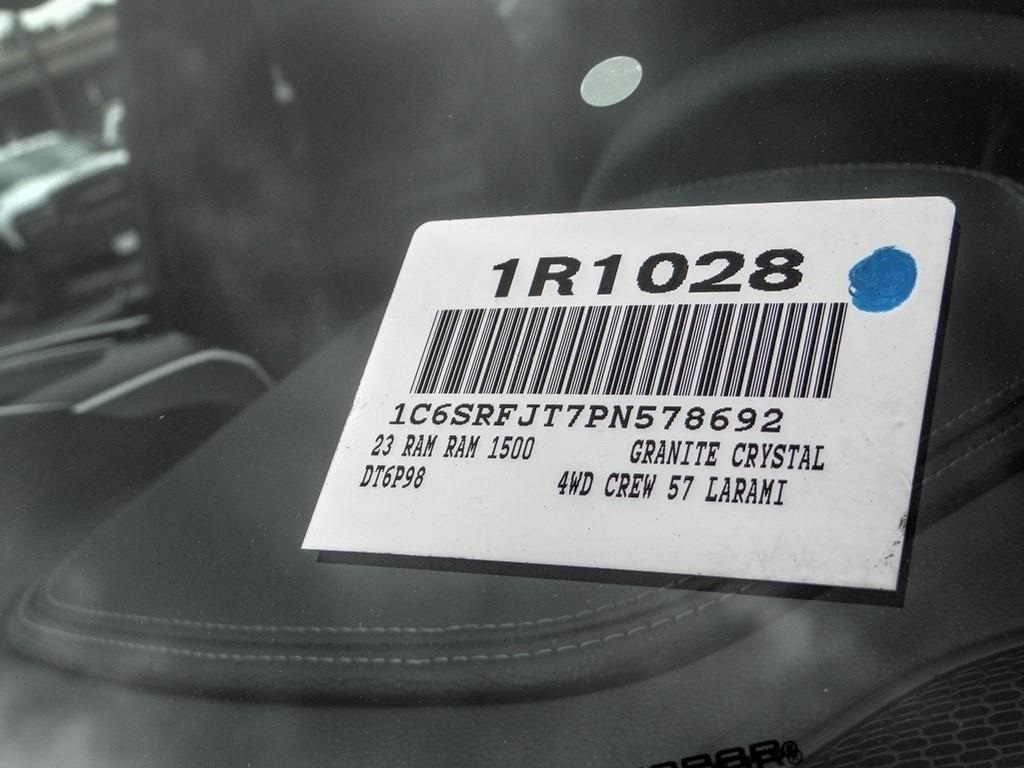 1R1028
1C6SRFJT7PN578692
23 RAM RAM 1500 GRANITE CRYSTAL
DT6P98 4WD CREW 57 LARAMI